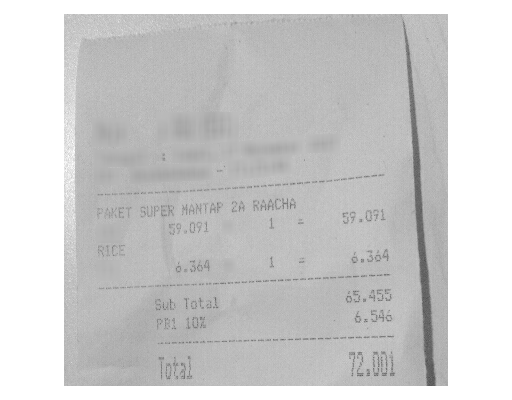 PAKET SUPER MANTAP 2A RAACHA
59.091 1 = 59.091
RICE
6.364 1 = 6.364
Sub Total 65.455
PB1 10% 6.546
Total 72.001